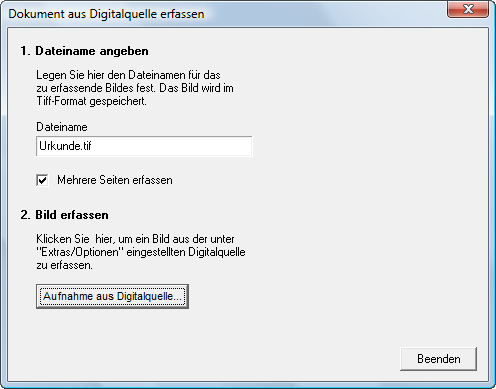 Dokument aus Digitalquelle erfassen
1. Dateiname angeben
Legen Sie hier den Dateinamen für das
zu erfassende Bildes fest. Das Bild wird im
Tiff-Format gespeichert.
Dateiname
Urkunde.tif
Mehrere Seiten erfassen
2. Bild erfassen
Klicken Sie hier, um ein Bild aus der unter
"Extras/Optionen" eingestellten Digitalquelle
zu erfassen.
Aufnahme aus Digitalquelle...
Beenden